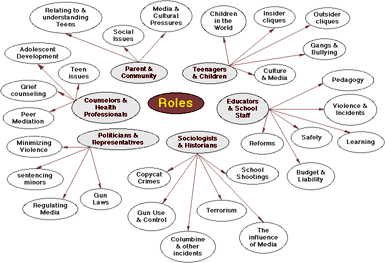 Relating to &
understanding
Teens
Media &
Cultural
Pressures
Social
Issues
Parent &
Community
Children
in the
World
Insider
cliques
Outsider
cliques
Gangs &
Bullying
Culture
& Media
Teenagers
& Children
Adolescent
Development
Teen
issues
Grief
counseling
Peer
Mediation
Counselors &
Health
Professionals
Roles
Educators
& School
Staff
Pedagogy
Violence &
Incidents
Learning
Safety
Reforms
Budget &
Liability
Politicians &
Representatives
Minimizing
Violence
sentencing
minors
Regulating
Media
Gun
Laws
Sociologists
& Historians
Copycat
Crimes
Gun Use
& Control
Columbine
& other
incidents
Terrorism
School
Shootings
The
influence
of Media